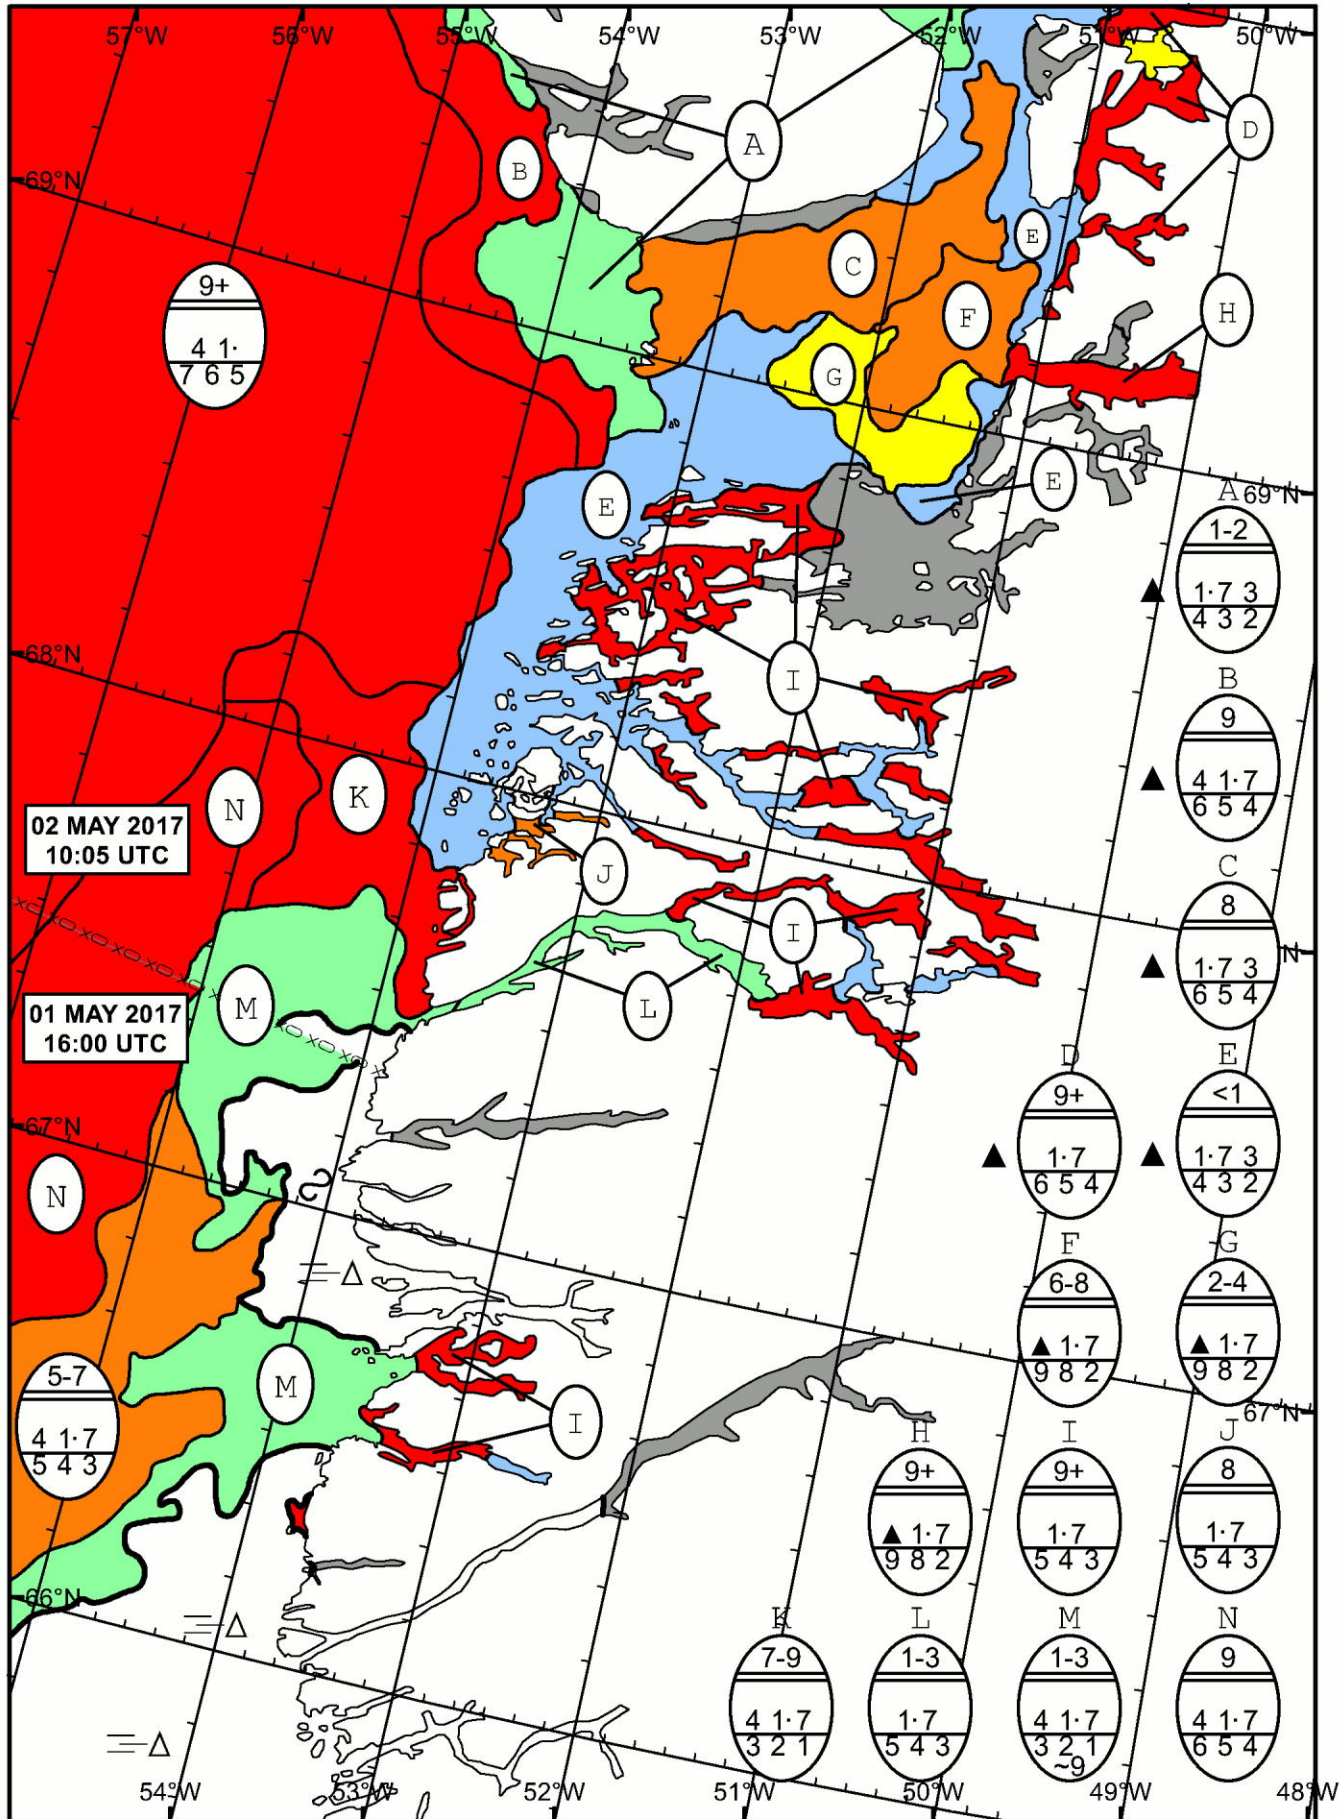 57°W 56°W 55°W 54°W 53°W 52°W 51°W 50°W
A
D
B
69°N
E
C
9+
4 1·
7 6 5
H
F
G
E
E
A
69°N
1-2
1·7 3
4 3 2
68°N
I
B
9
4 1·7
6 5 4
N
K
02 MAY 2017
10:05 UTC
J
C
8
1·7 3
6 5 4
I
N
L
M
01 MAY 2017
16:00 UTC
D
9+
1·7
6 5 4
E
<1
1·7 3
4 3 2
67°N
N
F
6-8
▲ 1·7
9 8 2
G
2-4
▲ 1·7
9 8 2
5-7
4 1·7
5 4 3
M
I
67°N
H
9+
▲ 1·7
9 8 2
I
9+
1·7
5 4 3
J
8
1·7
5 4 3
66°N
K
7-9
4 1·7
3 2 1
L
1-3
1·7
5 4 3
M
1-3
4 1·7
3 2 1
~9
N
9
4 1·7
6 5 4
54°W 53°W 52°W 51°W 50°W 49°W 48°W